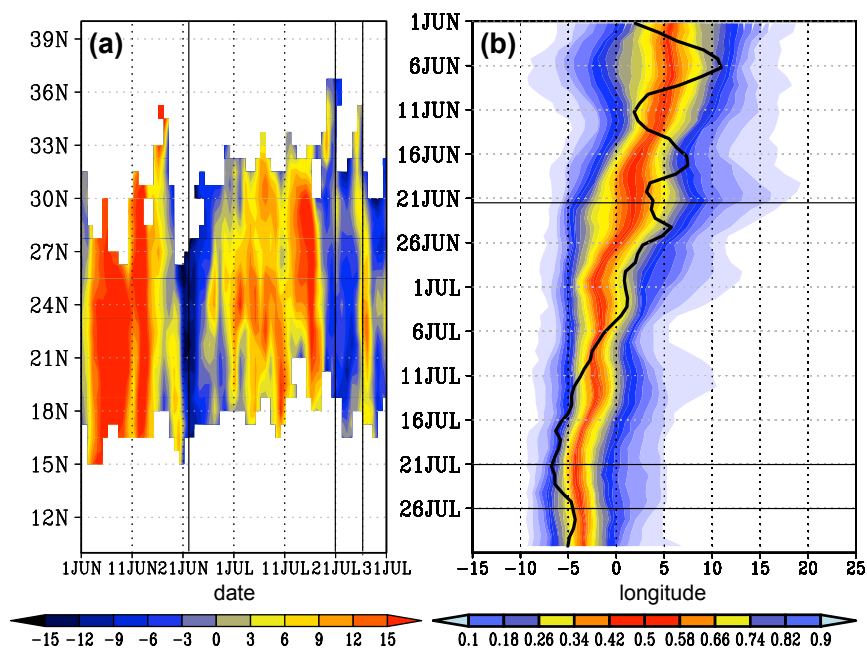 (a)
39N
36N
33N
30N
27N
24N
21N
18N
15N
12N
1JUN 11JUN 21JUN 1JUL 11JUL 21JUL 31JUL
date
-15 -12 -9 -6 -3 0 3 6 9 12 15
(b)
1JUN
6JUN
11JUN
16JUN
21JUN
26JUN
1JUL
6JUL
11JUL
16JUL
21JUL
26JUL
-15 -10 -5 0 5 10 15 20 25
longitude
0.1 0.18 0.26 0.34 0.42 0.5 0.58 0.66 0.74 0.82 0.9